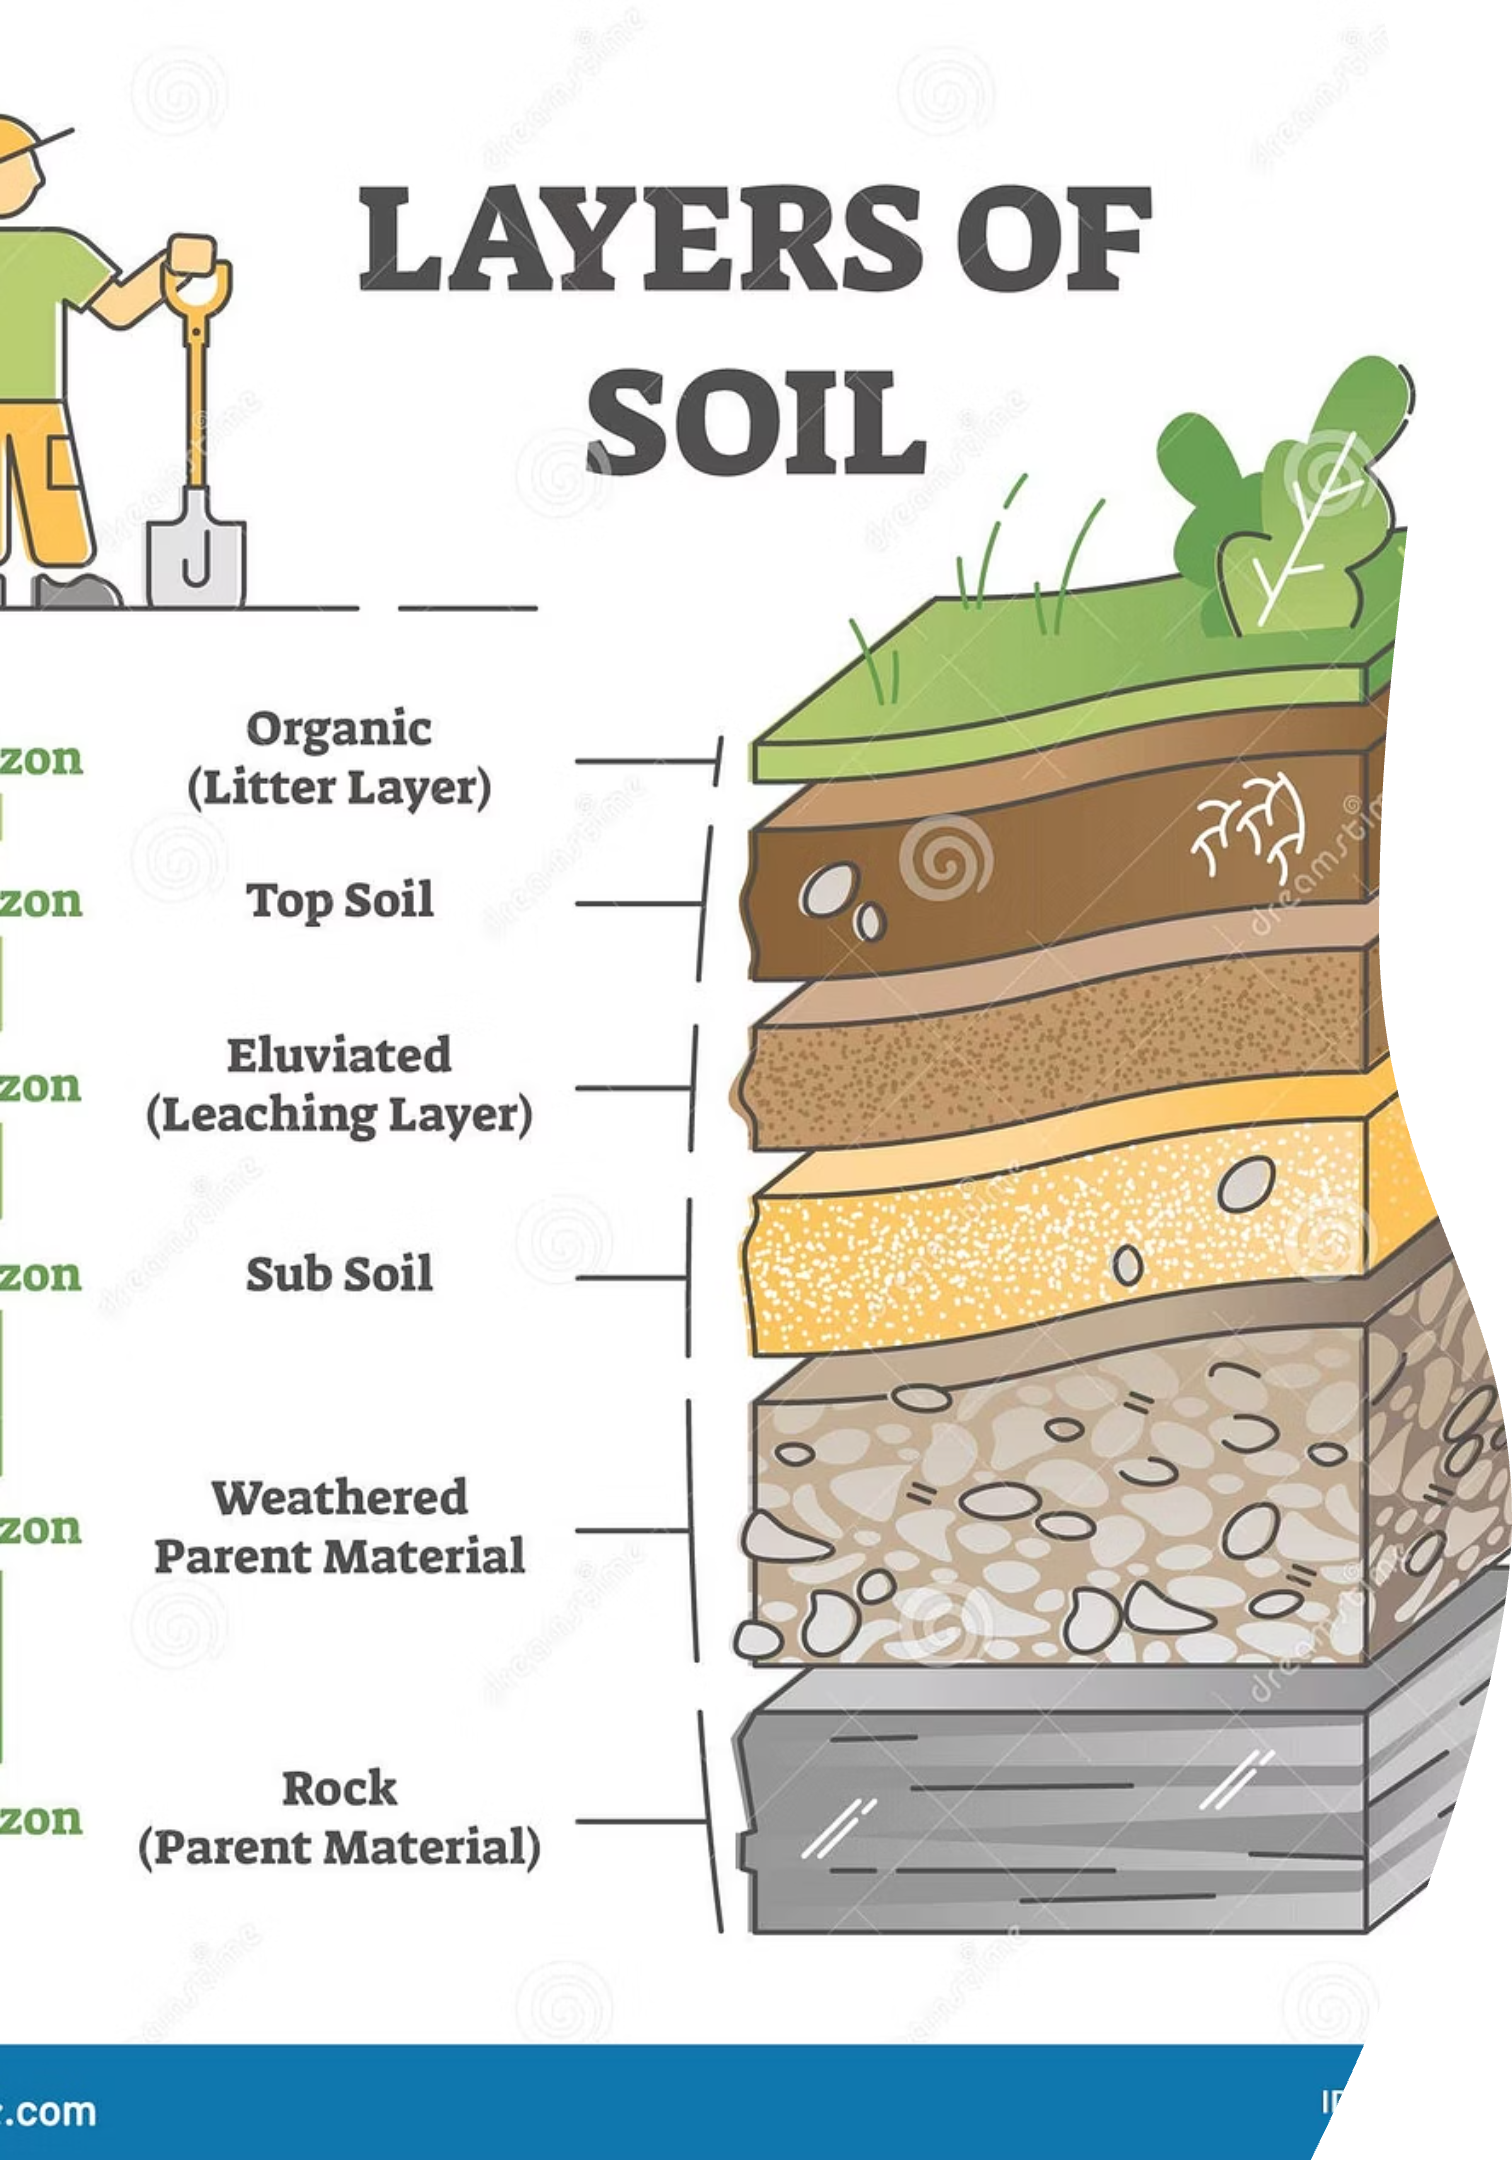 LAYERS OF
SOIL
zon
Organic
(Litter Layer)
zon
Top Soil
zon
Eluviated
(Leaching Layer)
zon
Sub Soil
zon
Weathered
Parent Material
zon
Rock
(Parent Material)
dreamstime
.com